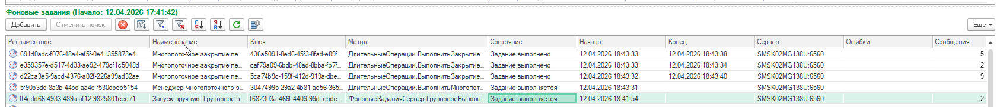 Фоновые задания (Начало: 12.04.2026 17:41:42)
Добавить Отменить поиск Еще
Регламентное Наименование Ключ Метод Состояние Начало Конец Сервер Ошибки Сообщения
691d0adc-f076-48a4-af5f-0e41355873e4 Многопоточное закрытие пе... 436a5091-8ed6-45f3-8fad-e89f... ДлительныеОперации.ВыполнитьЗакрытие... Задание выполнено 12.04.2026 18:43:33 12.04.2026 18:43:38 SMSK02MG138U:6560 5
e359357e-d517-4d33-ae92-479cf1c5048d Многопоточное закрытие пе... caf79a09-6bdb-48ad-8bba-fb7f... ДлительныеОперации.ВыполнитьЗакрытие... Задание выполнено 12.04.2026 18:43:33 12.04.2026 18:43:34 SMSK02MG138U:6560 2
d22ca3e5-9acd-4376-a02f-226a99ad32ae Многопоточное закрытие пе... 5ca74b9c-159f-412d-919a-dbe... ДлительныеОперации.ВыполнитьЗакрытие... Задание выполнено 12.04.2026 18:43:32 12.04.2026 18:43:40 SMSK02MG138U:6560 9
5f90b3dd-8a3b-44bd-aa4c-f530dbcb5154 Менеджер многопоточного з... 30474995-29a2-4b81-ae56-365... ДлительныеОперации.ВыполнитьМногопот... Задание выполняется 12.04.2026 18:43:31 SMSK02MG138U:6560
ff4edd66-4933-489a-af12-9825801cee71 Запуск вручную: Групповое в... f682303a-466f-4409-99df-cbdc... ФоновыеЗаданияСервер.ГрупповоеВыполн... Задание выполняется 12.04.2026 18:41:54 SMSK02MG138U:6560 2